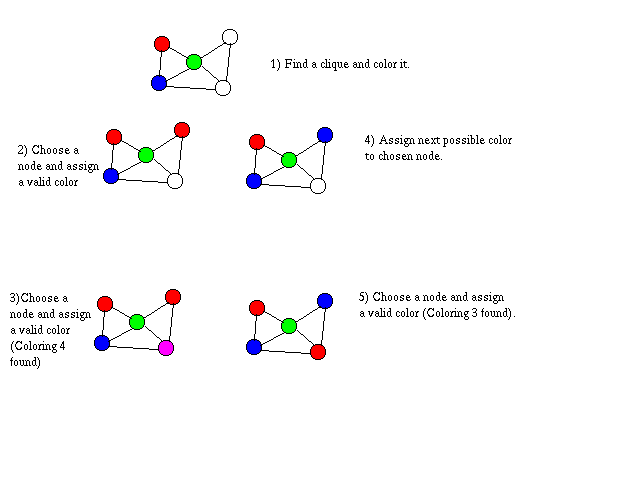 1) Find a clique and color it.
2) Choose a
node and assign
a valid color
4) Assign next possible color
to chosen node.
3)Choose a
node and assign
a valid color
(Coloring 4
found)
5) Choose a node and assign
a valid color (Coloring 3 found).